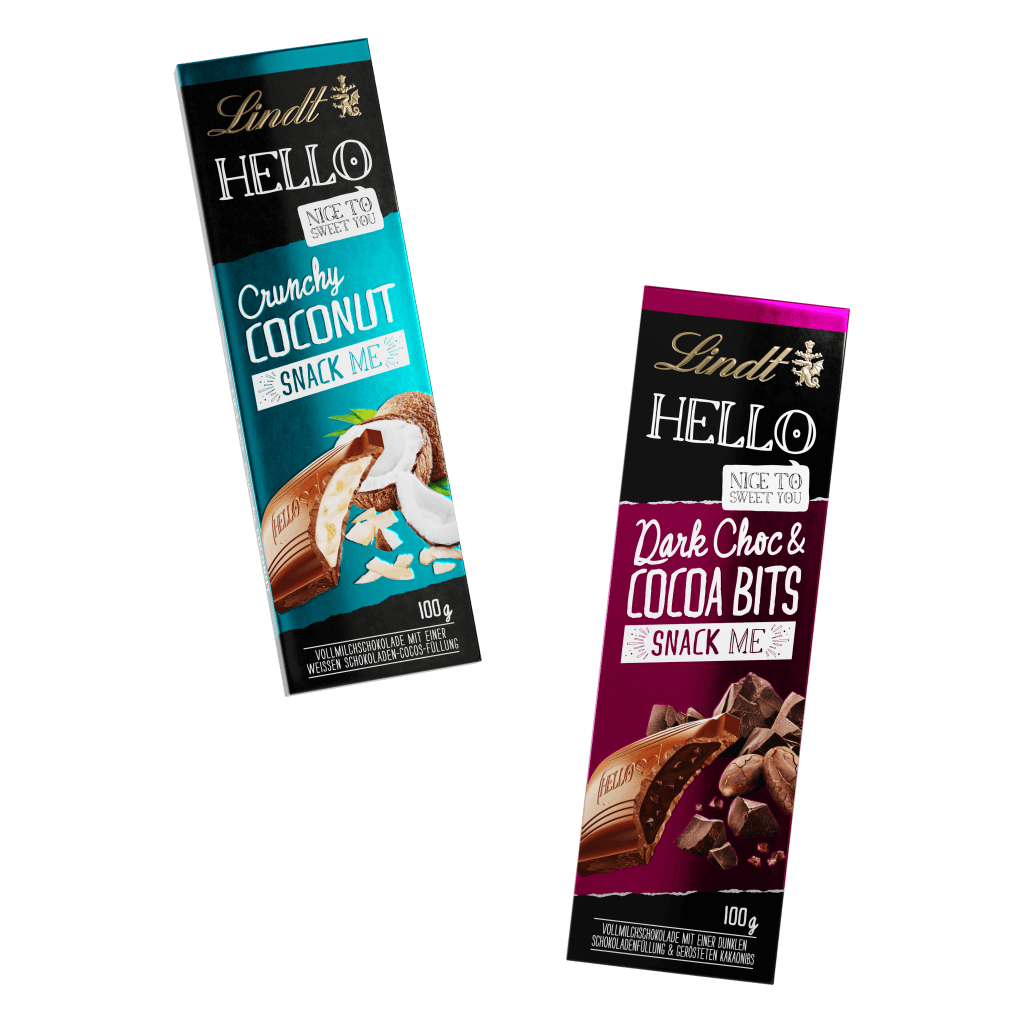 Lindt
HELLO
NICE TO
SWEET YOU
Crunchy
COCONUT
SNACK ME
HELLO
100g
VOLLMILCHSCHOKOLADE MIT EINER
WEISSEN SCHOKOLADEN-COCOS-FÜLLUNG
Lindt
HELLO
NICE TO
SWEET YOU
Dark Choc &
COCOA BITS
SNACK ME
HELLO
100g
VOLLMILCHSCHOKOLADE MIT EINER DUNKLEN
SCHOKOLADENFÜLLUNG & GERÖSTETEN KAKAONIBS